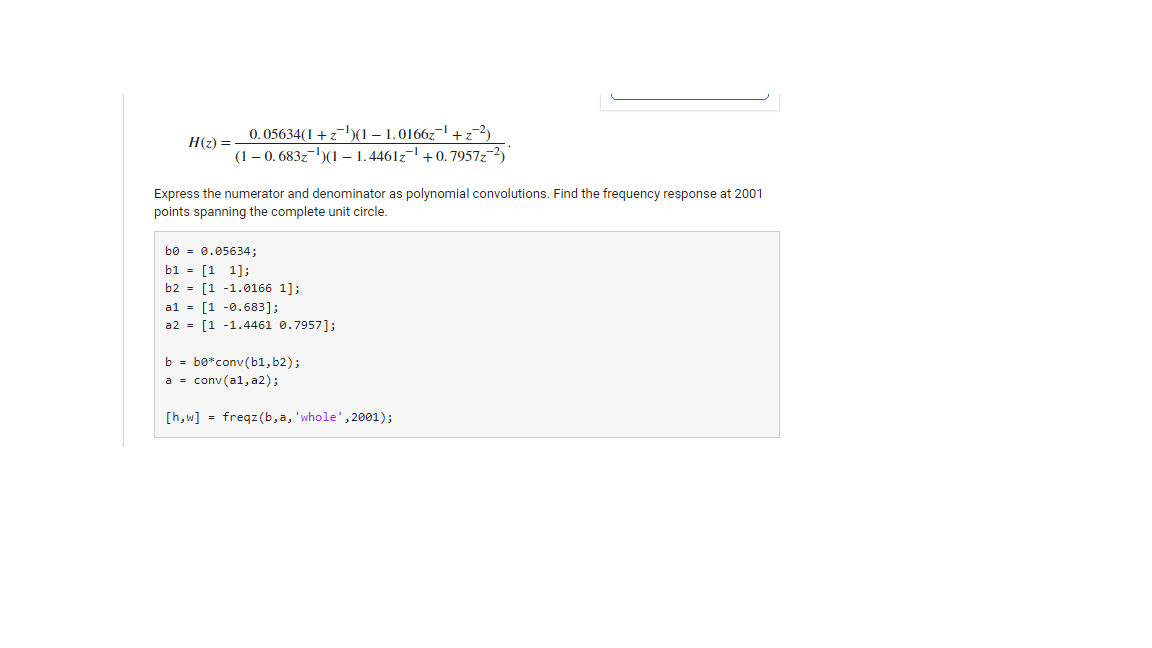 H(z) = 0.05634(1 + z⁻¹)(1 − 1.0166z⁻¹ + z⁻²) / (1 − 0.683z⁻¹)(1 − 1.4461z⁻¹ + 0.7957z⁻²) .
Express the numerator and denominator as polynomial convolutions. Find the frequency response at 2001
points spanning the complete unit circle.
b0 = 0.05634;
b1 = [1  1];
b2 = [1 -1.0166 1];
a1 = [1 -0.683];
a2 = [1 -1.4461 0.7957];
b = b0*conv(b1,b2);
a = conv(a1,a2);
[h,w] = freqz(b,a,'whole',2001);